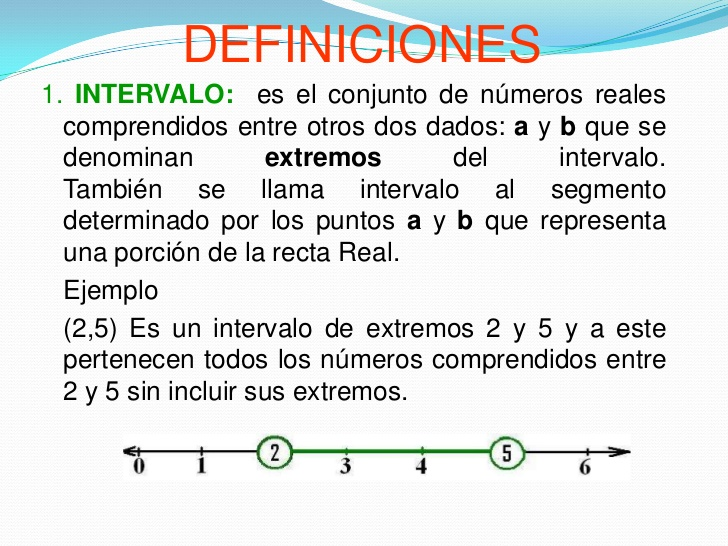 DEFINICIONES
1. INTERVALO: es el conjunto de números reales
comprendidos entre otros dos dados: a y b que se
denominan extremos del intervalo.
También se llama intervalo al segmento
determinado por los puntos a y b que representa
una porción de la recta Real.
Ejemplo
(2,5) Es un intervalo de extremos 2 y 5 y a este
pertenecen todos los números comprendidos entre
2 y 5 sin incluir sus extremos.
0 1 2 3 4 5 6